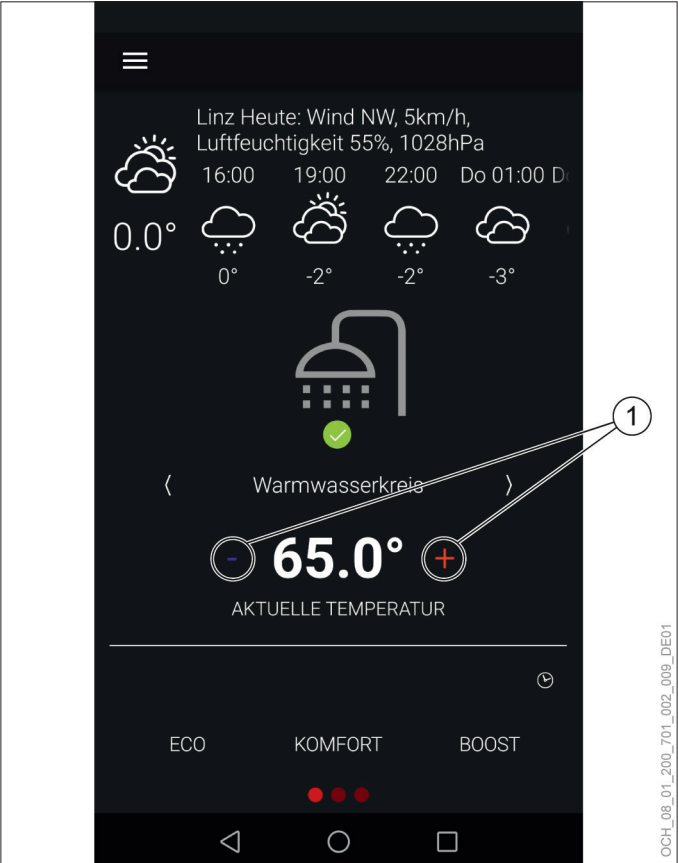 Linz Heute: Wind NW, 5km/h,
Luftfeuchtigkeit 55%, 1028hPa
16:00 19:00 22:00 Do 01:00 D
0.0°
0° -2° -2° -3°
1
Warmwasserkreis
- 65.0° +
AKTUELLE TEMPERATUR
ECO KOMFORT BOOST
OCH_08_01_200_701_002_009_DE01